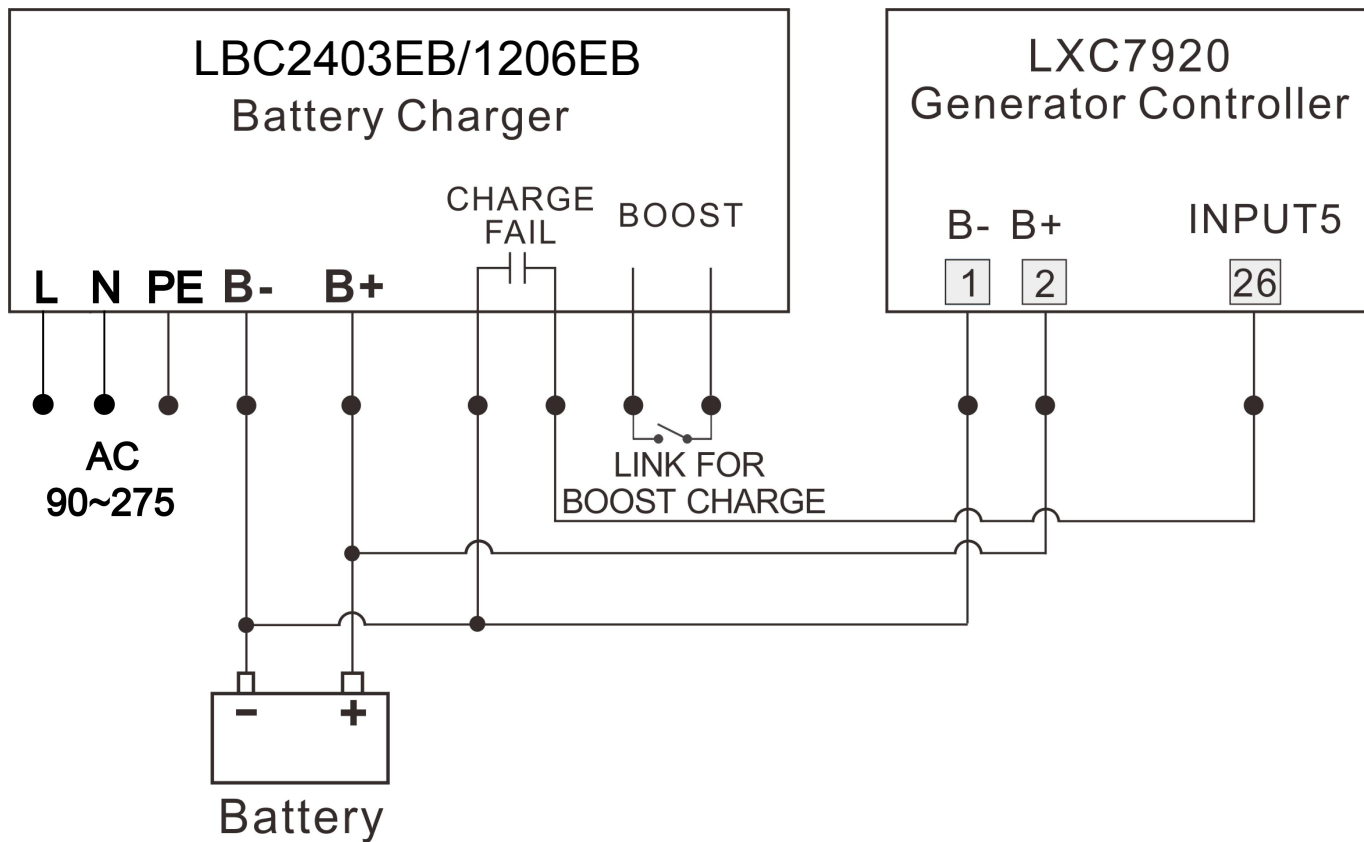 LBC2403EB/1206EB
Battery Charger
CHARGE
FAIL
BOOST
L N PE B- B+
AC
90~275
LINK FOR
BOOST CHARGE
LXC7920
Generator Controller
B- B+ INPUT5
1 2 26
- +
Battery